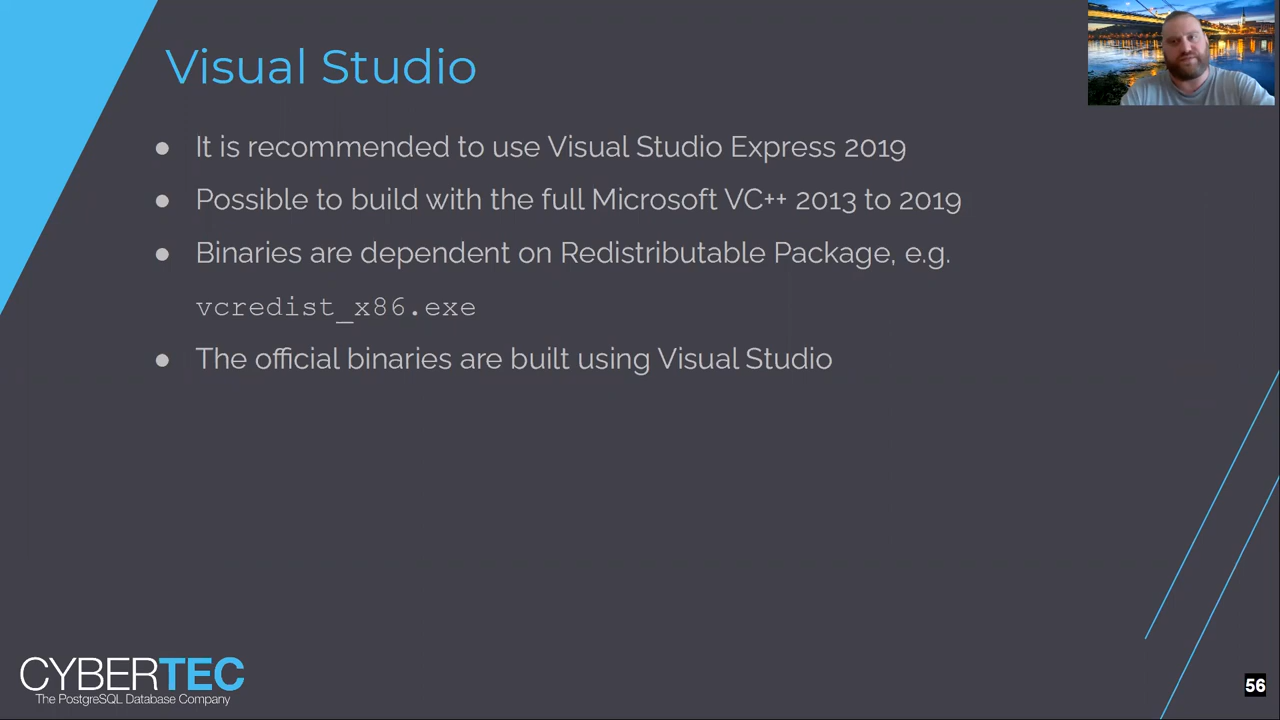 Visual Studio
● It is recommended to use Visual Studio Express 2019
● Possible to build with the full Microsoft VC++ 2013 to 2019
● Binaries are dependent on Redistributable Package, e.g.
vcredist_x86.exe
● The official binaries are built using Visual Studio
CYBERTEC
The PostgreSQL Database Company
56